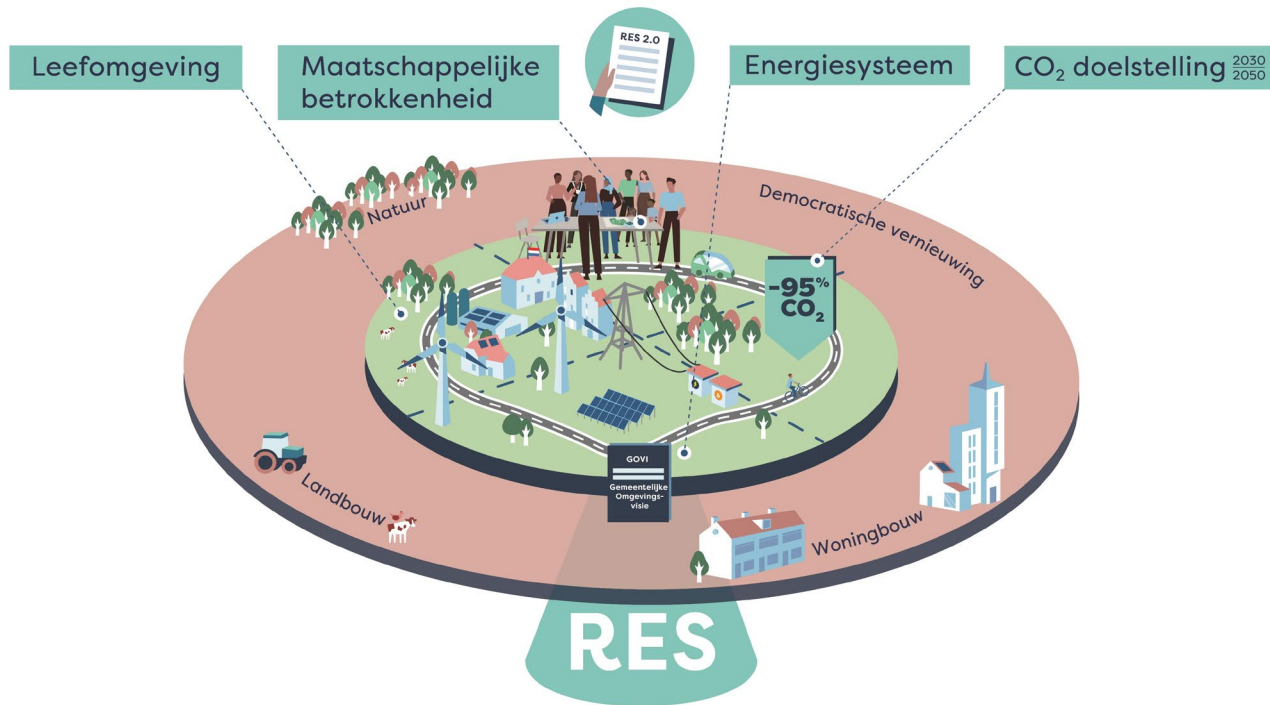 RES 2.0
Leefomgeving
Maatschappelijke
betrokkenheid
Energiesysteem
CO₂ doelstelling 2030
2050
Natuur
Democratische vernieuwing
-95%
CO₂
GOVI
Gemeentelijke
Omgevings-
visie
Landbouw
Woningbouw
RES